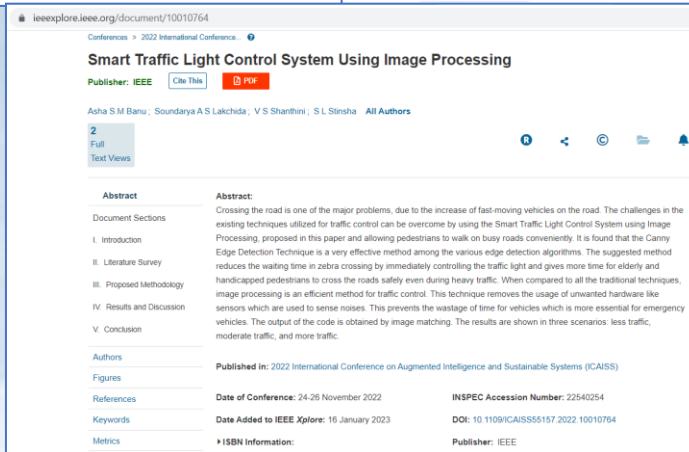 ieeexplore.ieee.org/document/10010764
Conferences > 2022 International Conference...
Smart Traffic Light Control System Using Image Processing
Publisher: IEEE Cite This PDF
Asha S.M Banu ; Soundarya A S Lakchida ; V S Shanthini ; S L Stinsha All Authors
2
Full
Text Views
Abstract
Document Sections
I. Introduction
II. Literature Survey
III. Proposed Methodology
IV. Results and Discussion
V. Conclusion
Authors
Figures
References
Keywords
Metrics
Abstract:
Crossing the road is one of the major problems, due to the increase of fast-moving vehicles on the road. The challenges in the
existing techniques utilized for traffic control can be overcome by using the Smart Traffic Light Control System using Image
Processing, proposed in this paper and allowing pedestrians to walk on busy roads conveniently. It is found that the Canny
Edge Detection Technique is a very effective method among the various edge detection algorithms. The suggested method
reduces the waiting time in zebra crossing by immediately controlling the traffic light and gives more time for elderly and
handicapped pedestrians to cross the roads safely even during heavy traffic. When compared to all the traditional techniques,
image processing is an efficient method for traffic control. This technique removes the usage of unwanted hardware like
sensors which are used to sense noises. This prevents the wastage of time for vehicles which is more essential for emergency
vehicles. The output of the code is obtained by image matching. The results are shown in three scenarios: less traffic,
moderate traffic, and more traffic.
Published in: 2022 International Conference on Augmented Intelligence and Sustainable Systems (ICAISS)
Date of Conference: 24-26 November 2022 INSPEC Accession Number: 22540254
Date Added to IEEE Xplore: 16 January 2023 DOI: 10.1109/ICAISS55157.2022.10010764
ISBN Information: Publisher: IEEE